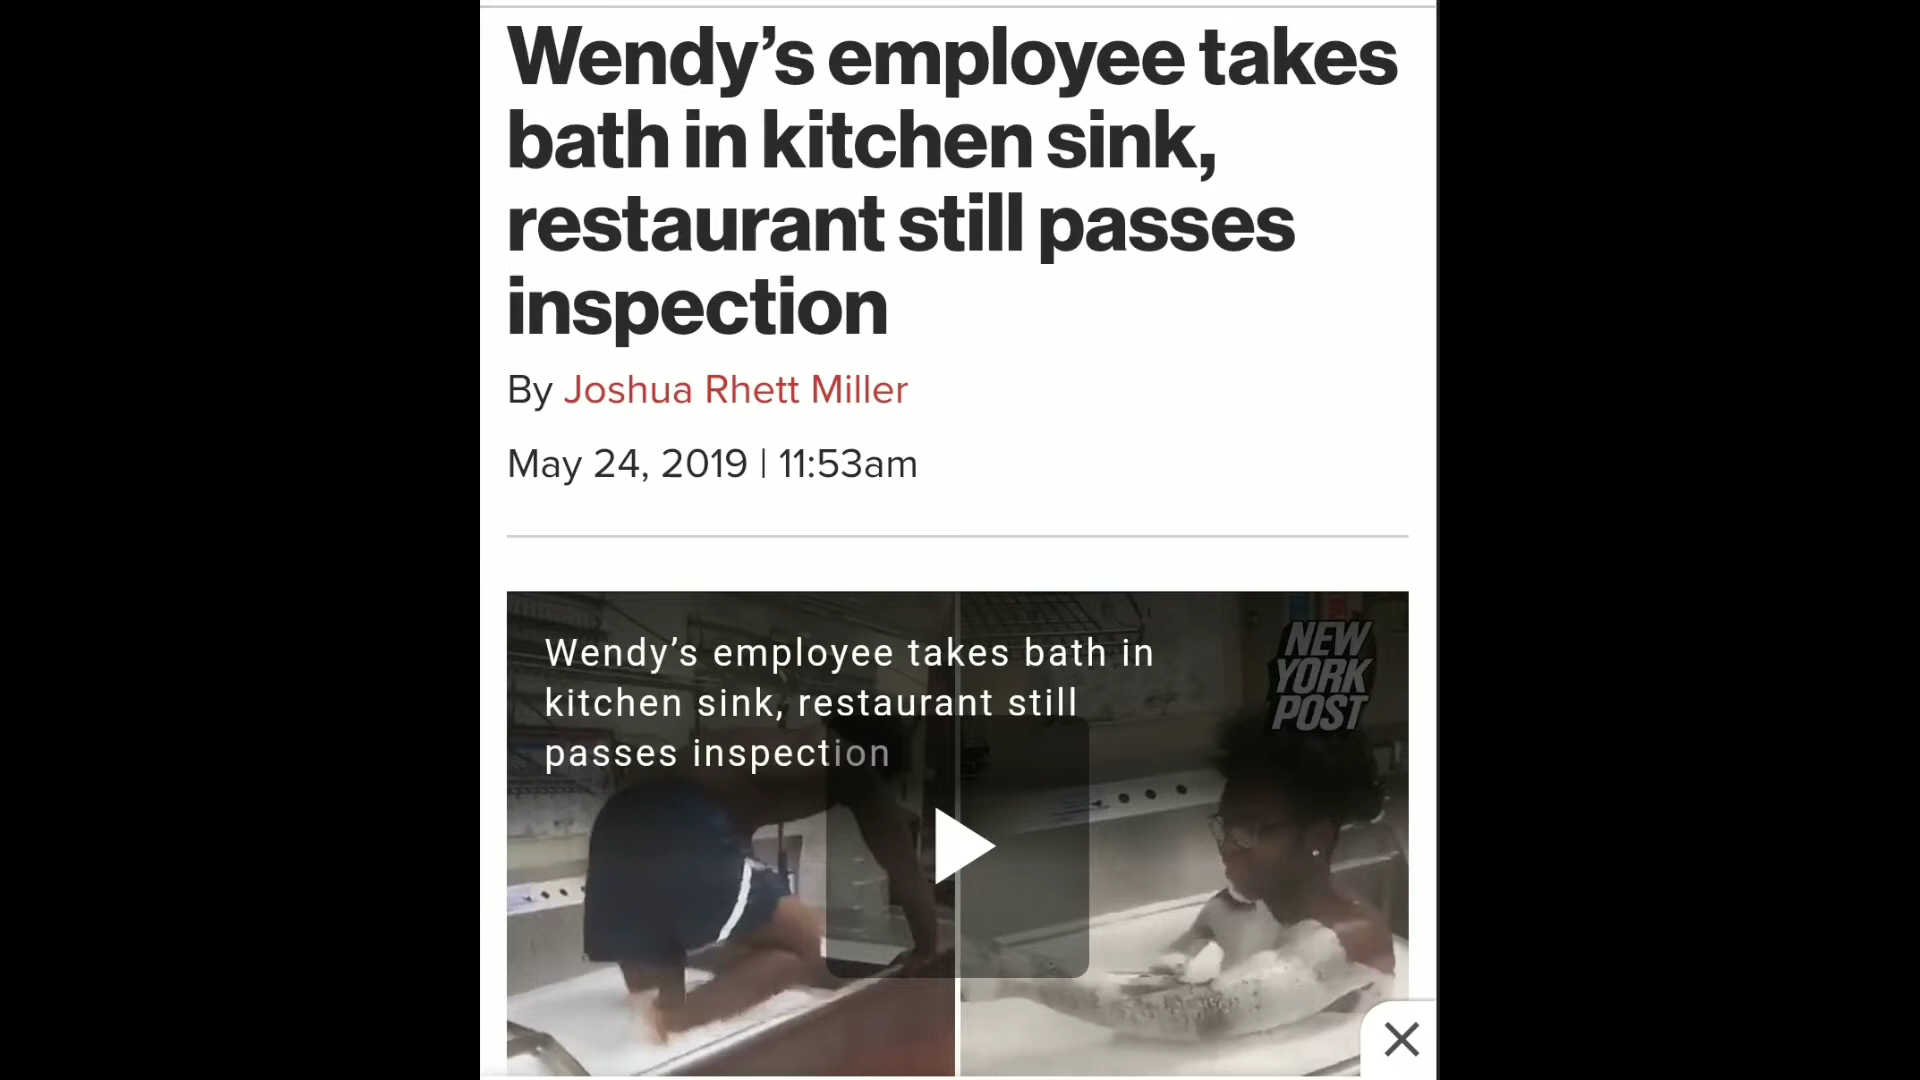 Wendy’s employee takes
bath in kitchen sink,
restaurant still passes
inspection
By Joshua Rhett Miller
May 24, 2019 | 11:53am
Wendy’s employee takes bath in
kitchen sink, restaurant still
passes inspection
NEW
YORK
POST